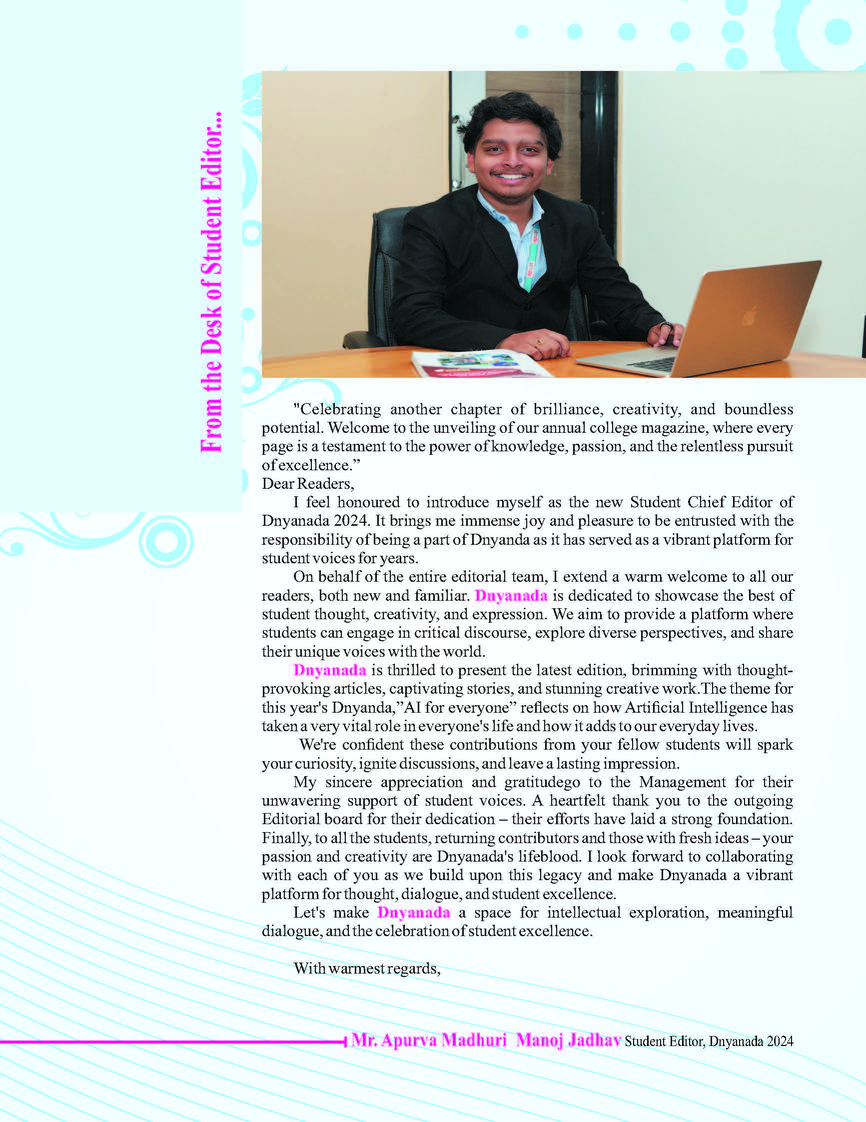 From the Desk of Student Editor...
"Celebrating another chapter of brilliance, creativity, and boundless
potential. Welcome to the unveiling of our annual college magazine, where every
page is a testament to the power of knowledge, passion, and the relentless pursuit
of excellence.”
Dear Readers,
I feel honoured to introduce myself as the new Student Chief Editor of
Dnyanada 2024. It brings me immense joy and pleasure to be entrusted with the
responsibility of being a part of Dnyanda as it has served as a vibrant platform for
student voices for years.
On behalf of the entire editorial team, I extend a warm welcome to all our
readers, both new and familiar. Dnyanada is dedicated to showcase the best of
student thought, creativity, and expression. We aim to provide a platform where
students can engage in critical discourse, explore diverse perspectives, and share
their unique voices with the world.
Dnyanada is thrilled to present the latest edition, brimming with thought-
provoking articles, captivating stories, and stunning creative work.The theme for
this year's Dnyanda,”AI for everyone” reflects on how Artificial Intelligence has
taken a very vital role in everyone's life and how it adds to our everyday lives.
We're confident these contributions from your fellow students will spark
your curiosity, ignite discussions, and leave a lasting impression.
My sincere appreciation and gratitudego to the Management for their
unwavering support of student voices. A heartfelt thank you to the outgoing
Editorial board for their dedication – their efforts have laid a strong foundation.
Finally, to all the students, returning contributors and those with fresh ideas – your
passion and creativity are Dnyanada's lifeblood. I look forward to collaborating
with each of you as we build upon this legacy and make Dnyanada a vibrant
platform for thought, dialogue, and student excellence.
Let's make Dnyanada a space for intellectual exploration, meaningful
dialogue, and the celebration of student excellence.
With warmest regards,
Mr. Apurva Madhuri Manoj Jadhav Student Editor, Dnyanada 2024